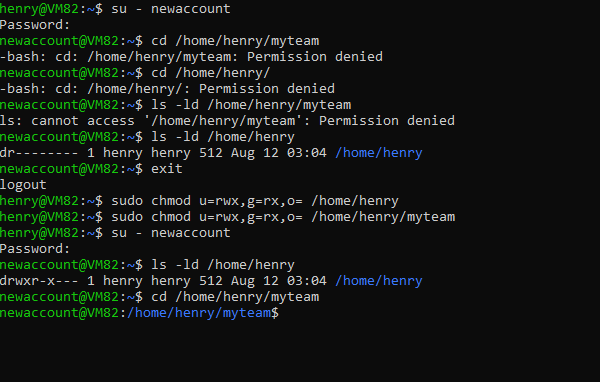 henry@VM82:~$ su - newaccount
Password:
newaccount@VM82:~$ cd /home/henry/myteam
-bash: cd: /home/henry/myteam: Permission denied
newaccount@VM82:~$ cd /home/henry/
-bash: cd: /home/henry/: Permission denied
newaccount@VM82:~$ ls -ld /home/henry/myteam
ls: cannot access '/home/henry/myteam': Permission denied
newaccount@VM82:~$ ls -ld /home/henry
dr-------- 1 henry henry 512 Aug 12 03:04 /home/henry
newaccount@VM82:~$ exit
logout
henry@VM82:~$ sudo chmod u=rwx,g=rx,o= /home/henry
henry@VM82:~$ sudo chmod u=rwx,g=rx,o= /home/henry/myteam
henry@VM82:~$ su - newaccount
Password:
newaccount@VM82:~$ ls -ld /home/henry
drwxr-x--- 1 henry henry 512 Aug 12 03:04 /home/henry
newaccount@VM82:~$ cd /home/henry/myteam
newaccount@VM82:/home/henry/myteam$